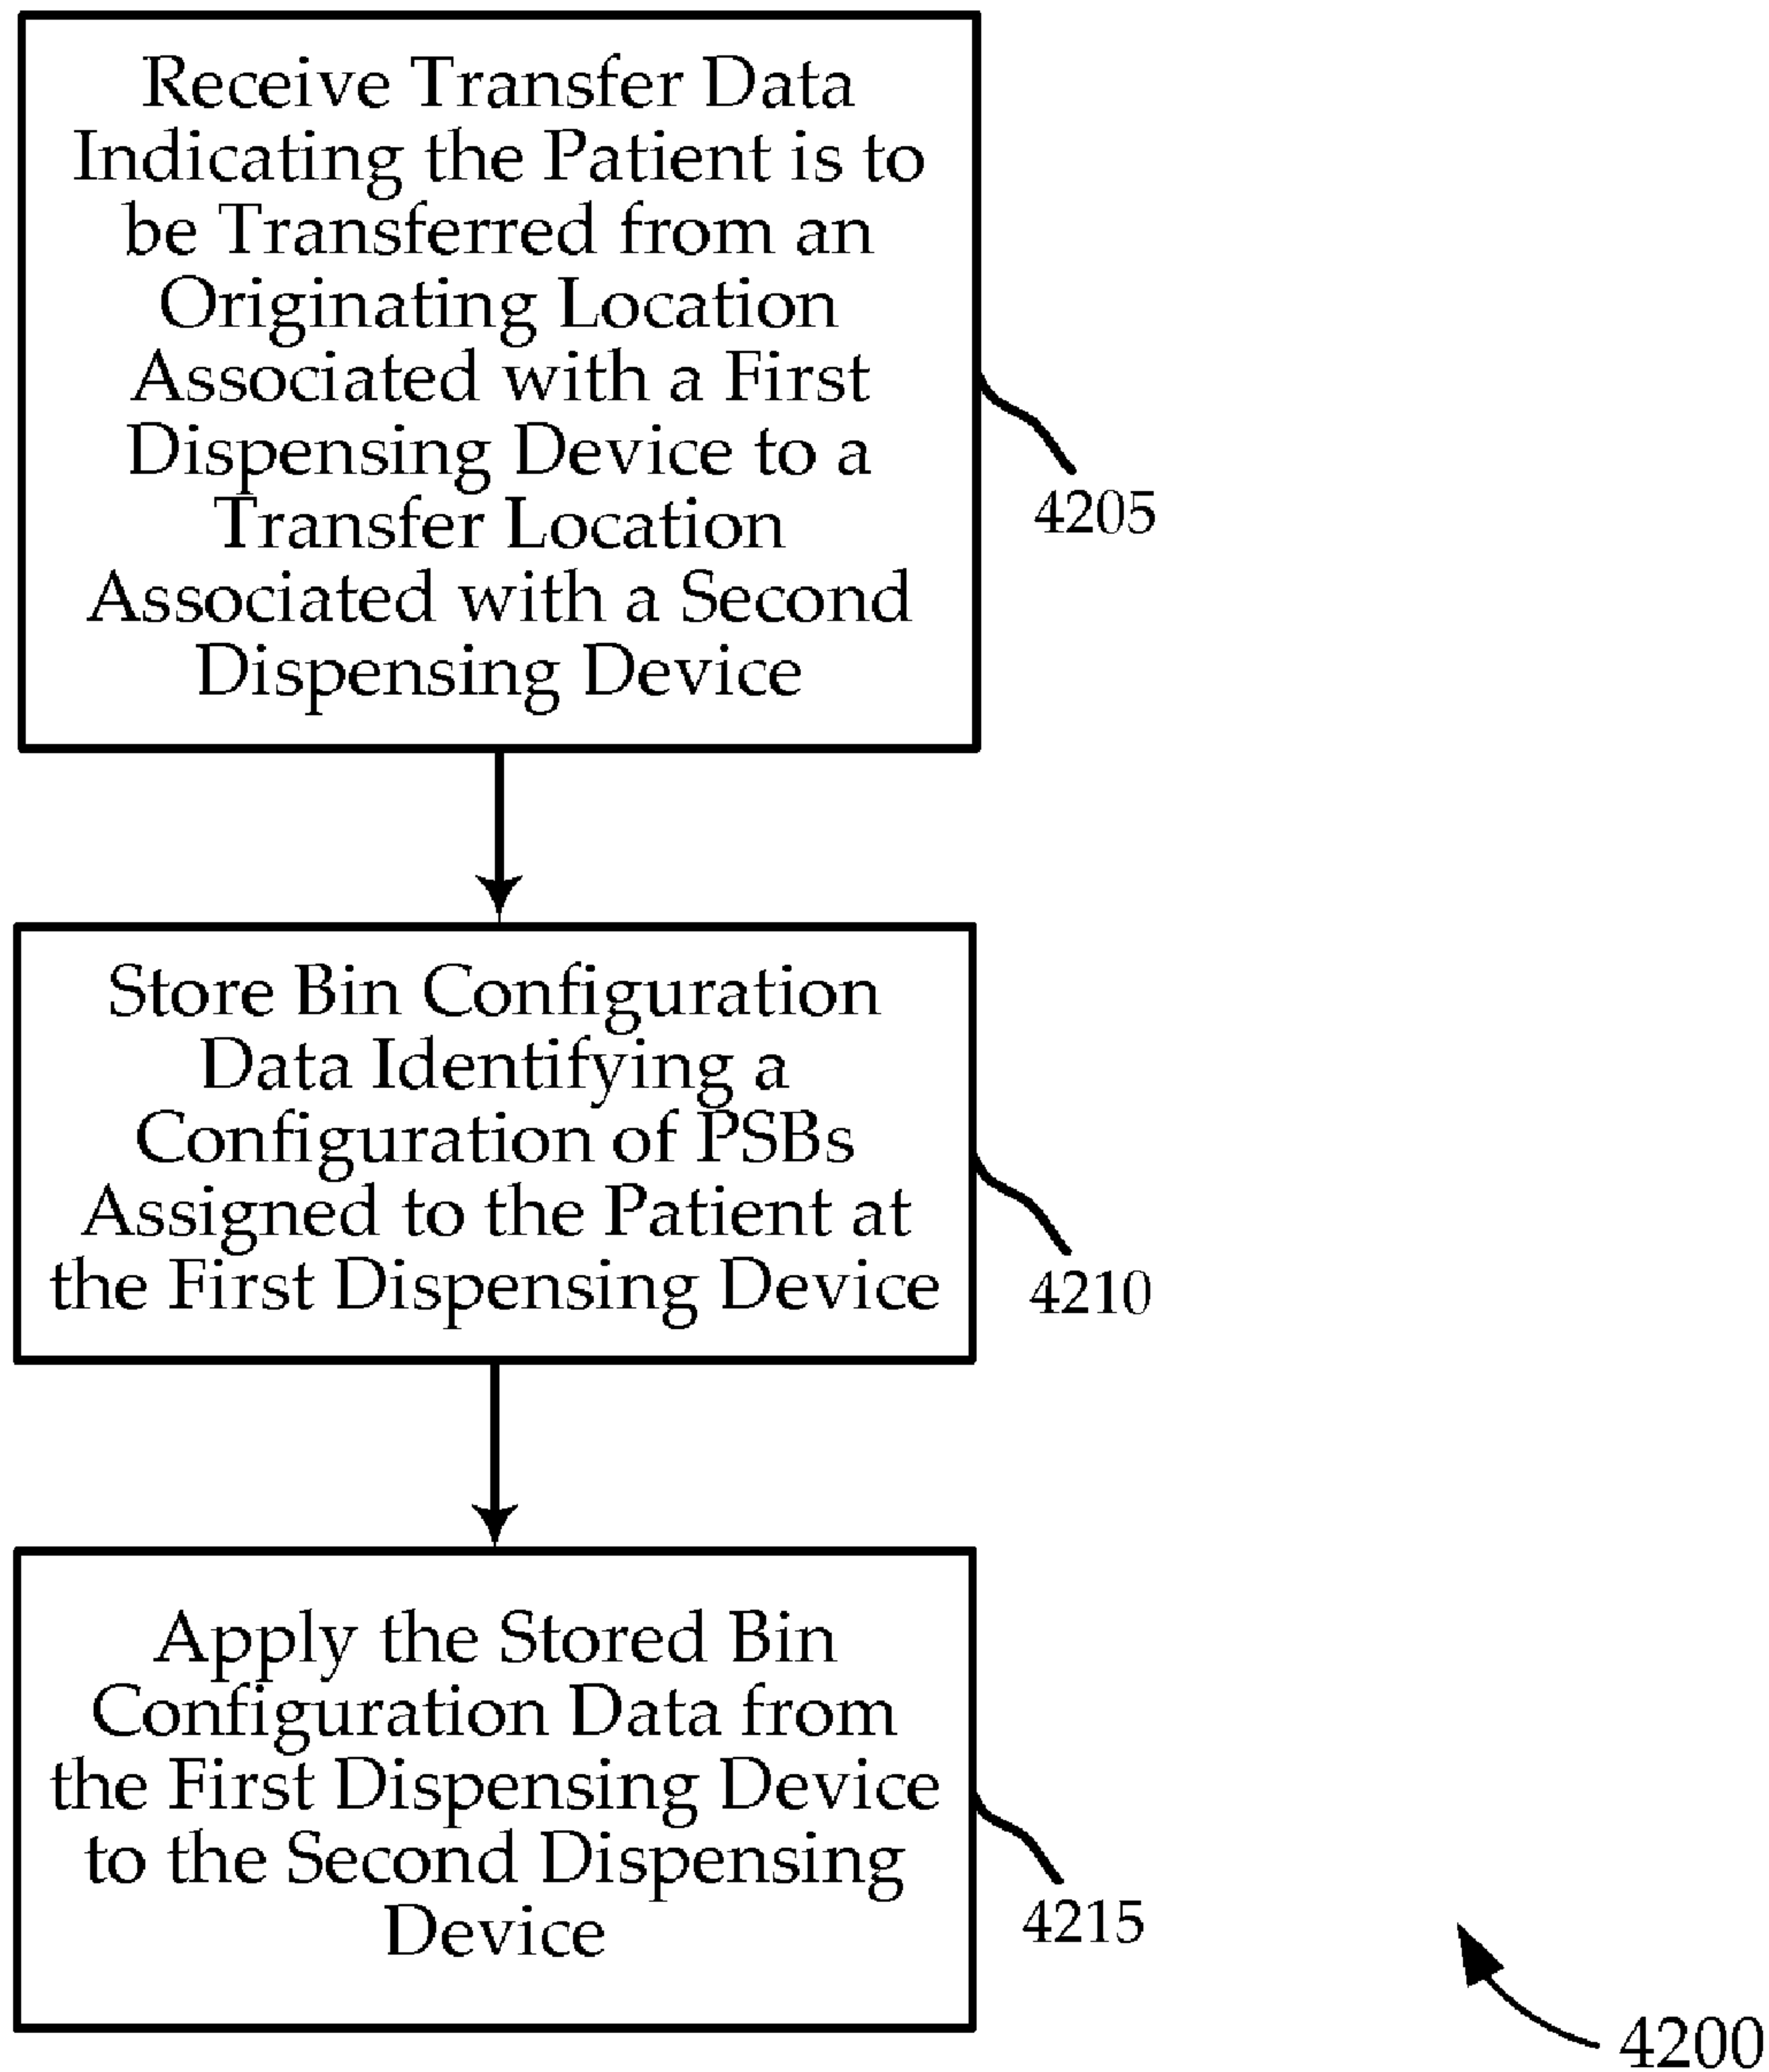 Receive Transfer Data
Indicating the Patient is to
be Transferred from an
Originating Location
Associated with a First
Dispensing Device to a
Transfer Location
Associated with a Second
Dispensing Device
4205
Store Bin Configuration
Data Identifying a
Configuration of PSBs
Assigned to the Patient at
the First Dispensing Device
4210
Apply the Stored Bin
Configuration Data from
the First Dispensing Device
to the Second Dispensing
Device
4215
4200